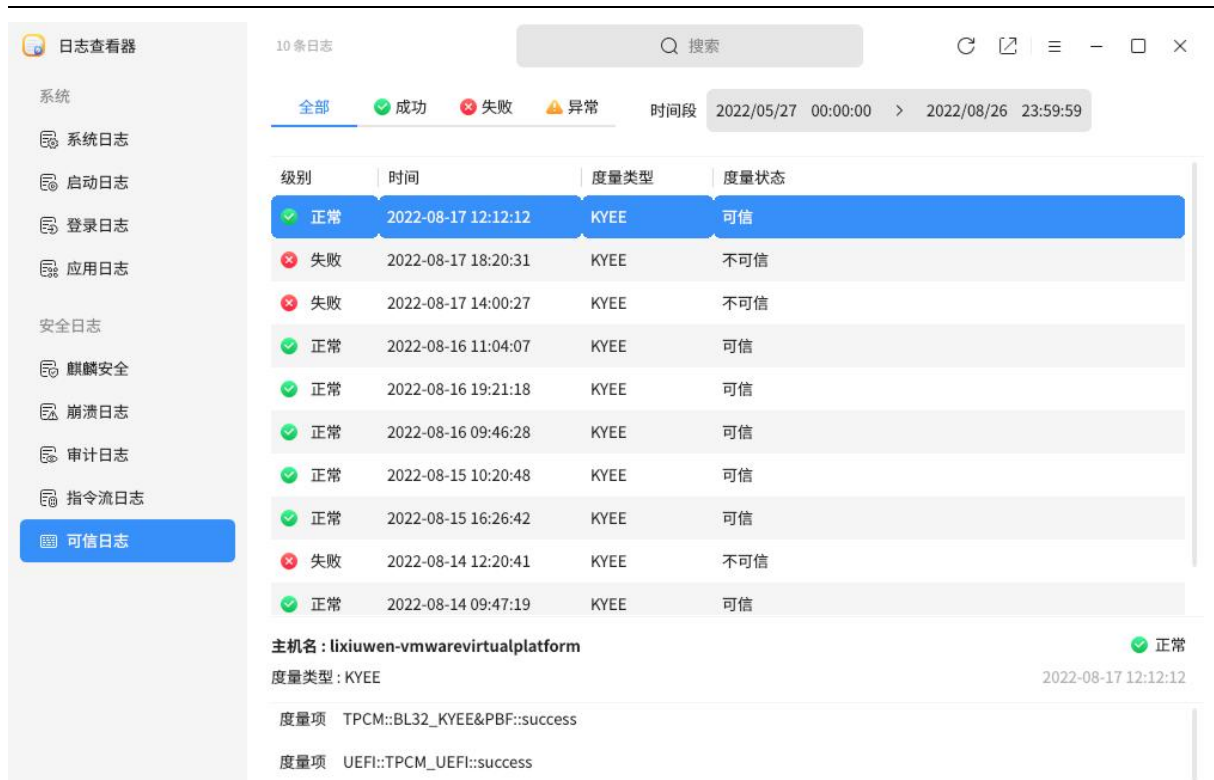 日志查看器 10 条日志 搜索
系统
全部 成功 失败 异常 时间段 2022/05/27 00:00:00 > 2022/08/26 23:59:59
系统日志
启动日志
登录日志
应用日志
安全日志
麒麟安全
崩溃日志
审计日志
指令流日志
可信日志
级别 时间 度量类型 度量状态
正常 2022-08-17 12:12:12 KYEE 可信
失败 2022-08-17 18:20:31 KYEE 不可信
失败 2022-08-17 14:00:27 KYEE 不可信
正常 2022-08-16 11:04:07 KYEE 可信
正常 2022-08-16 19:21:18 KYEE 可信
正常 2022-08-16 09:46:28 KYEE 可信
正常 2022-08-15 10:20:48 KYEE 可信
正常 2022-08-15 16:26:42 KYEE 可信
失败 2022-08-14 12:20:41 KYEE 不可信
正常 2022-08-14 09:47:19 KYEE 可信
主机名 : lixiuwen-vmwarevirtualplatform 正常
度量类型 : KYEE 2022-08-17 12:12:12
度量项 TPCM::BL32_KYEE&PBF::success
度量项 UEFI::TPCM_UEFI::success